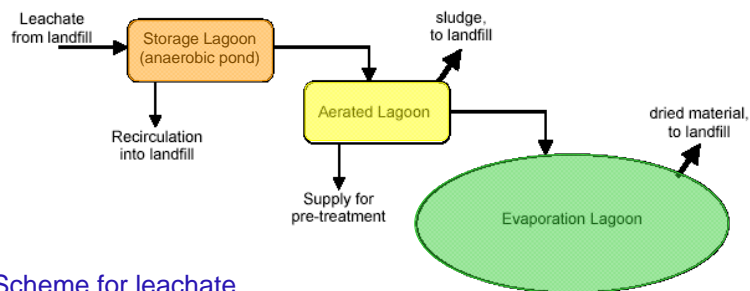 Leachate
from landfill
Storage Lagoon
(anaerobic pond)
sludge,
to landfill
Recirculation
into landfill
Aerated Lagoon
dried material,
to landfill
Supply for
pre-treatment
Evaporation Lagoon
Scheme for leachate